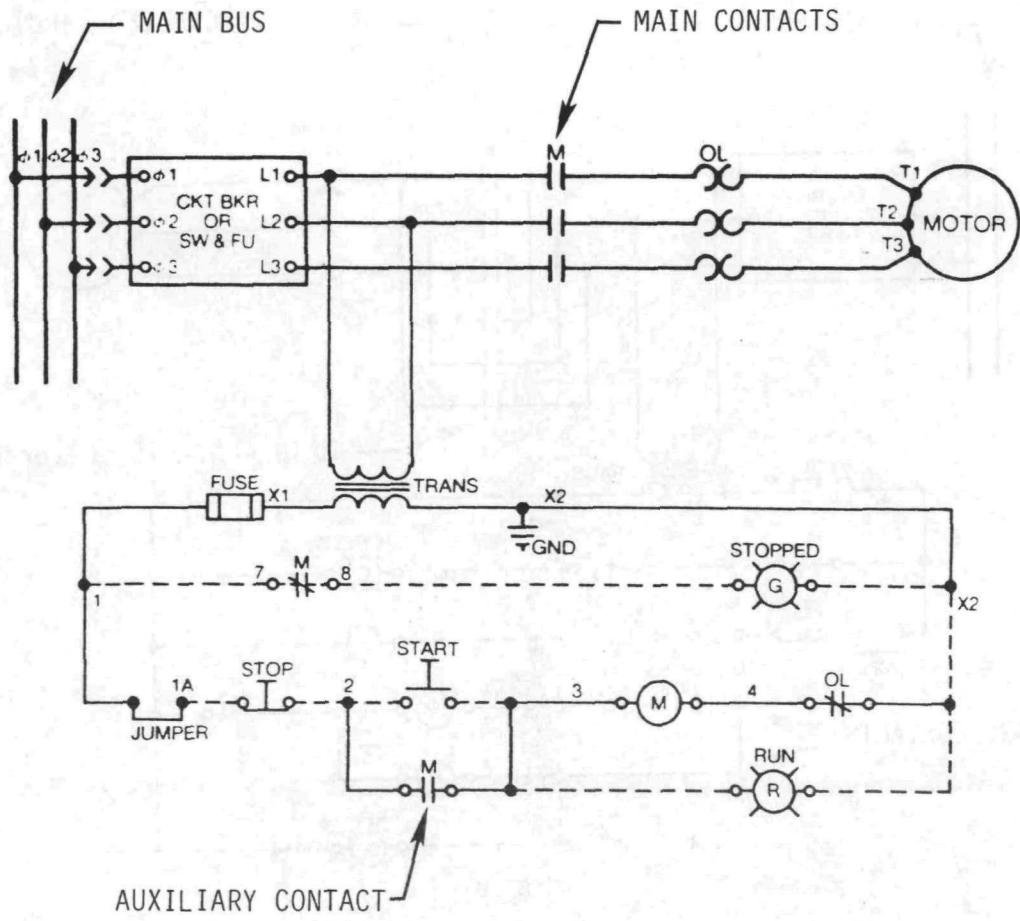 MAIN BUS
MAIN CONTACTS
ϕ1 ϕ2 ϕ3
ϕ1
L1
CKT BKR
OR
SW & FU
ϕ2
L2
ϕ3
L3
M
OL
T1
T2
T3
MOTOR
FUSE
X1
TRANS
X2
GND
STOPPED
7
M
8
G
1
X2
1A
JUMPER
STOP
2
START
3
M
4
OL
M
RUN
R
AUXILIARY CONTACT